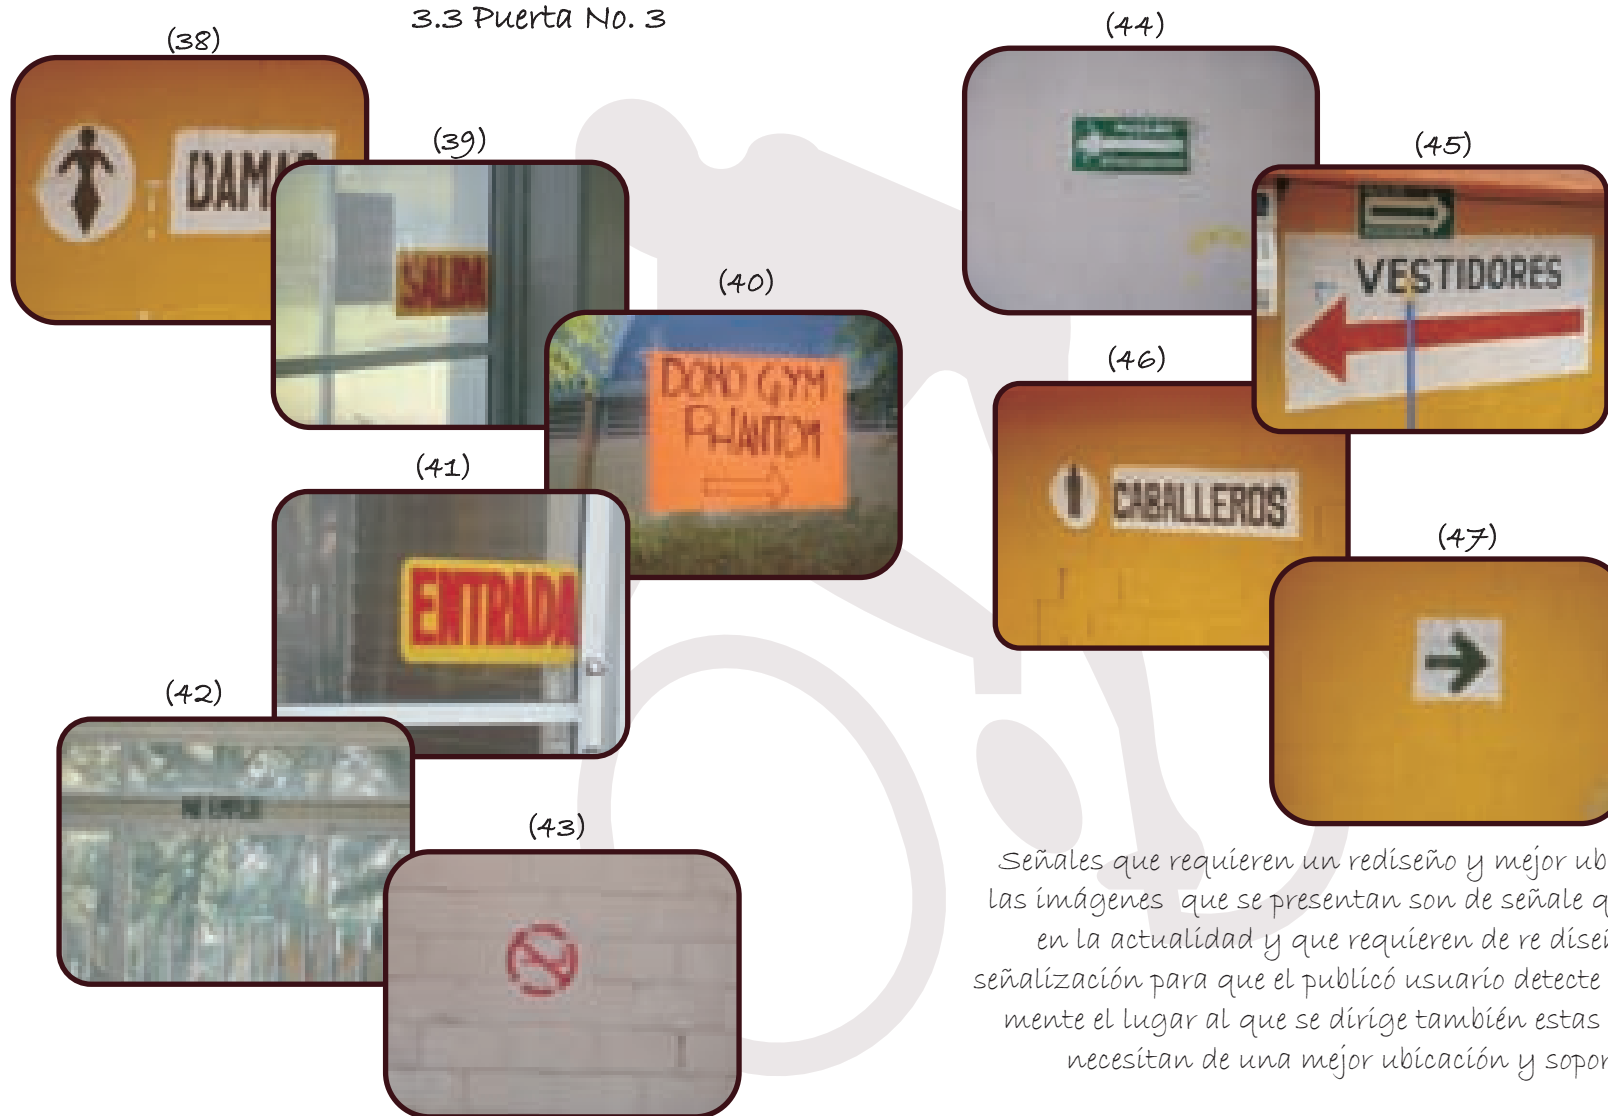 3.3 Puerta No. 3
(38)
DAMAS
(39)
SALIDA
(40)
DOMO GYM
PHANTOM
(41)
ENTRADA
(42)
(43)
(44)
(45)
VESTIDORES
(46)
CABALLEROS
(47)
Señales que requieren un rediseño y mejor ubi
las imágenes que se presentan son de señale q
en la actualidad y que requieren de re dise
señalización para que el publicó usuario detecte
mente el lugar al que se dirige también estas
necesitan de una mejor ubicación y sopor